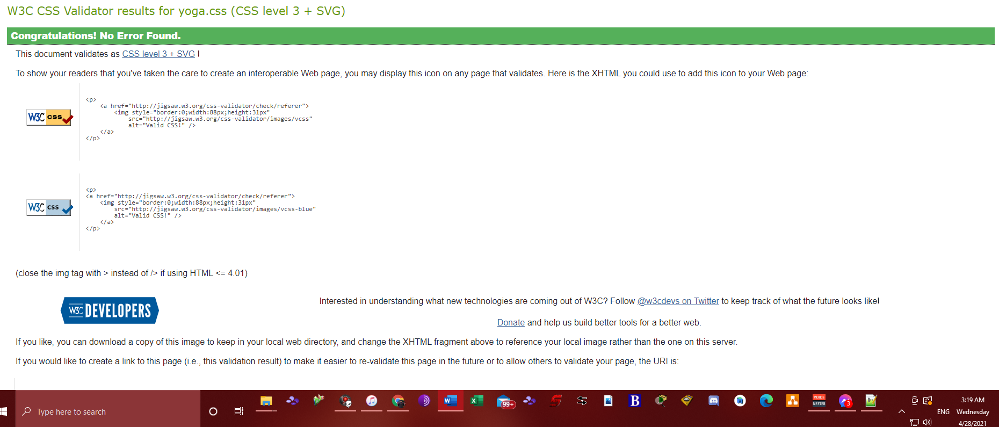 W3C CSS Validator results for yoga.css (CSS level 3 + SVG)
Congratulations! No Error Found.
This document validates as CSS level 3 + SVG !
To show your readers that you've taken the care to create an interoperable Web page, you may display this icon on any page that validates. Here is the XHTML you could use to add this icon to your Web page:
<p>
<a href="http://jigsaw.w3.org/css-validator/check/referer">
<img style="border:0;width:88px;height:31px"
W3C css
src="http://jigsaw.w3.org/css-validator/images/vcss"
alt="Valid CSS!" />
</a>
</p>
<p>
<a href="http://jigsaw.w3.org/css-validator/check/referer">
<img style="border:0;width:88px;height:31px"
W3C css
src="http://jigsaw.w3.org/css-validator/images/vcss-blue"
alt="Valid CSS!" />
</a>
</p>
(close the img tag with > instead of /> if using HTML <= 4.01)
W3C DEVELOPERS
Interested in understanding what new technologies are coming out of W3C? Follow @w3cdevs on Twitter to keep track of what the future looks like!
Donate and help us build better tools for a better web.
If you like, you can download a copy of this image to keep in your local web directory, and change the XHTML fragment above to reference your local image rather than the one on this server.
If you would like to create a link to this page (i.e., this validation result) to make it easier to re-validate this page in the future or to allow others to validate your page, the URI is:
Type here to search
W
X
99+
B
VOICE
MEETER
3
ENG
3:19 AM
Wednesday
4/28/2021